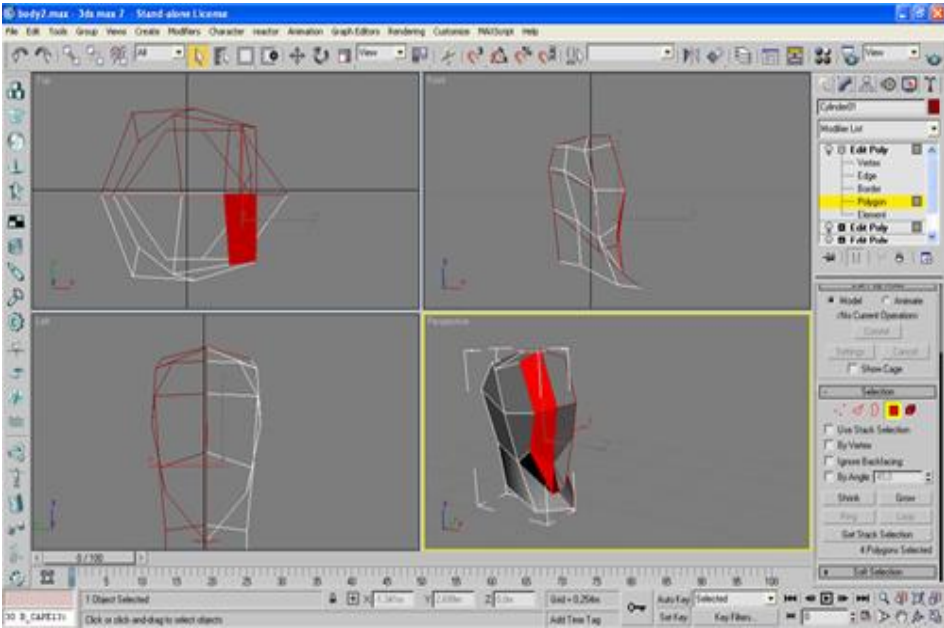 body2.max - 3ds max 7 - Stand-alone License
File Edit Tools Group Views Create Modifiers Character reactor Animation Graph Editors Rendering Customize MAXScript Help
All
View
View
Top
Front
Left
Perspective
Cylinder01
Modifier List
Edit Poly
Vertex
Edge
Border
Polygon
Element
Edit Poly
Edit Poly
Model Animate
<No Current Operation>
Commit
Settings Cancel
Show Cage
Selection
Use Stack Selection
By Vertex
Ignore Backfacing
By Angle
Shrink Grow
Ring Loop
Get Stack Selection
4 Polygons Selected
Soft Selection
0 / 100
5 10 15 20 25 30 35 40 45 50 55 60 65 70 75 80 85 90 95 100
1 Object Selected
X Y Z
Grid = 0,254m
Auto Key Selected
Click or click-and-drag to select objects
Add Time Tag
Set Key Key Filters...
0